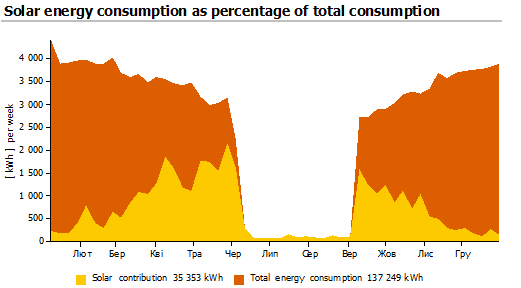 Solar energy consumption as percentage of total consumption
[ kWh ] per week
4 000
3 500
3 000
2 500
2 000
1 500
1 000
500
0
Лют Бер Кві Тра Чер Лип Сер Вер Жов Лис Гру
Solar contribution 35 353 kWh Total energy consumption 137 249 kWh